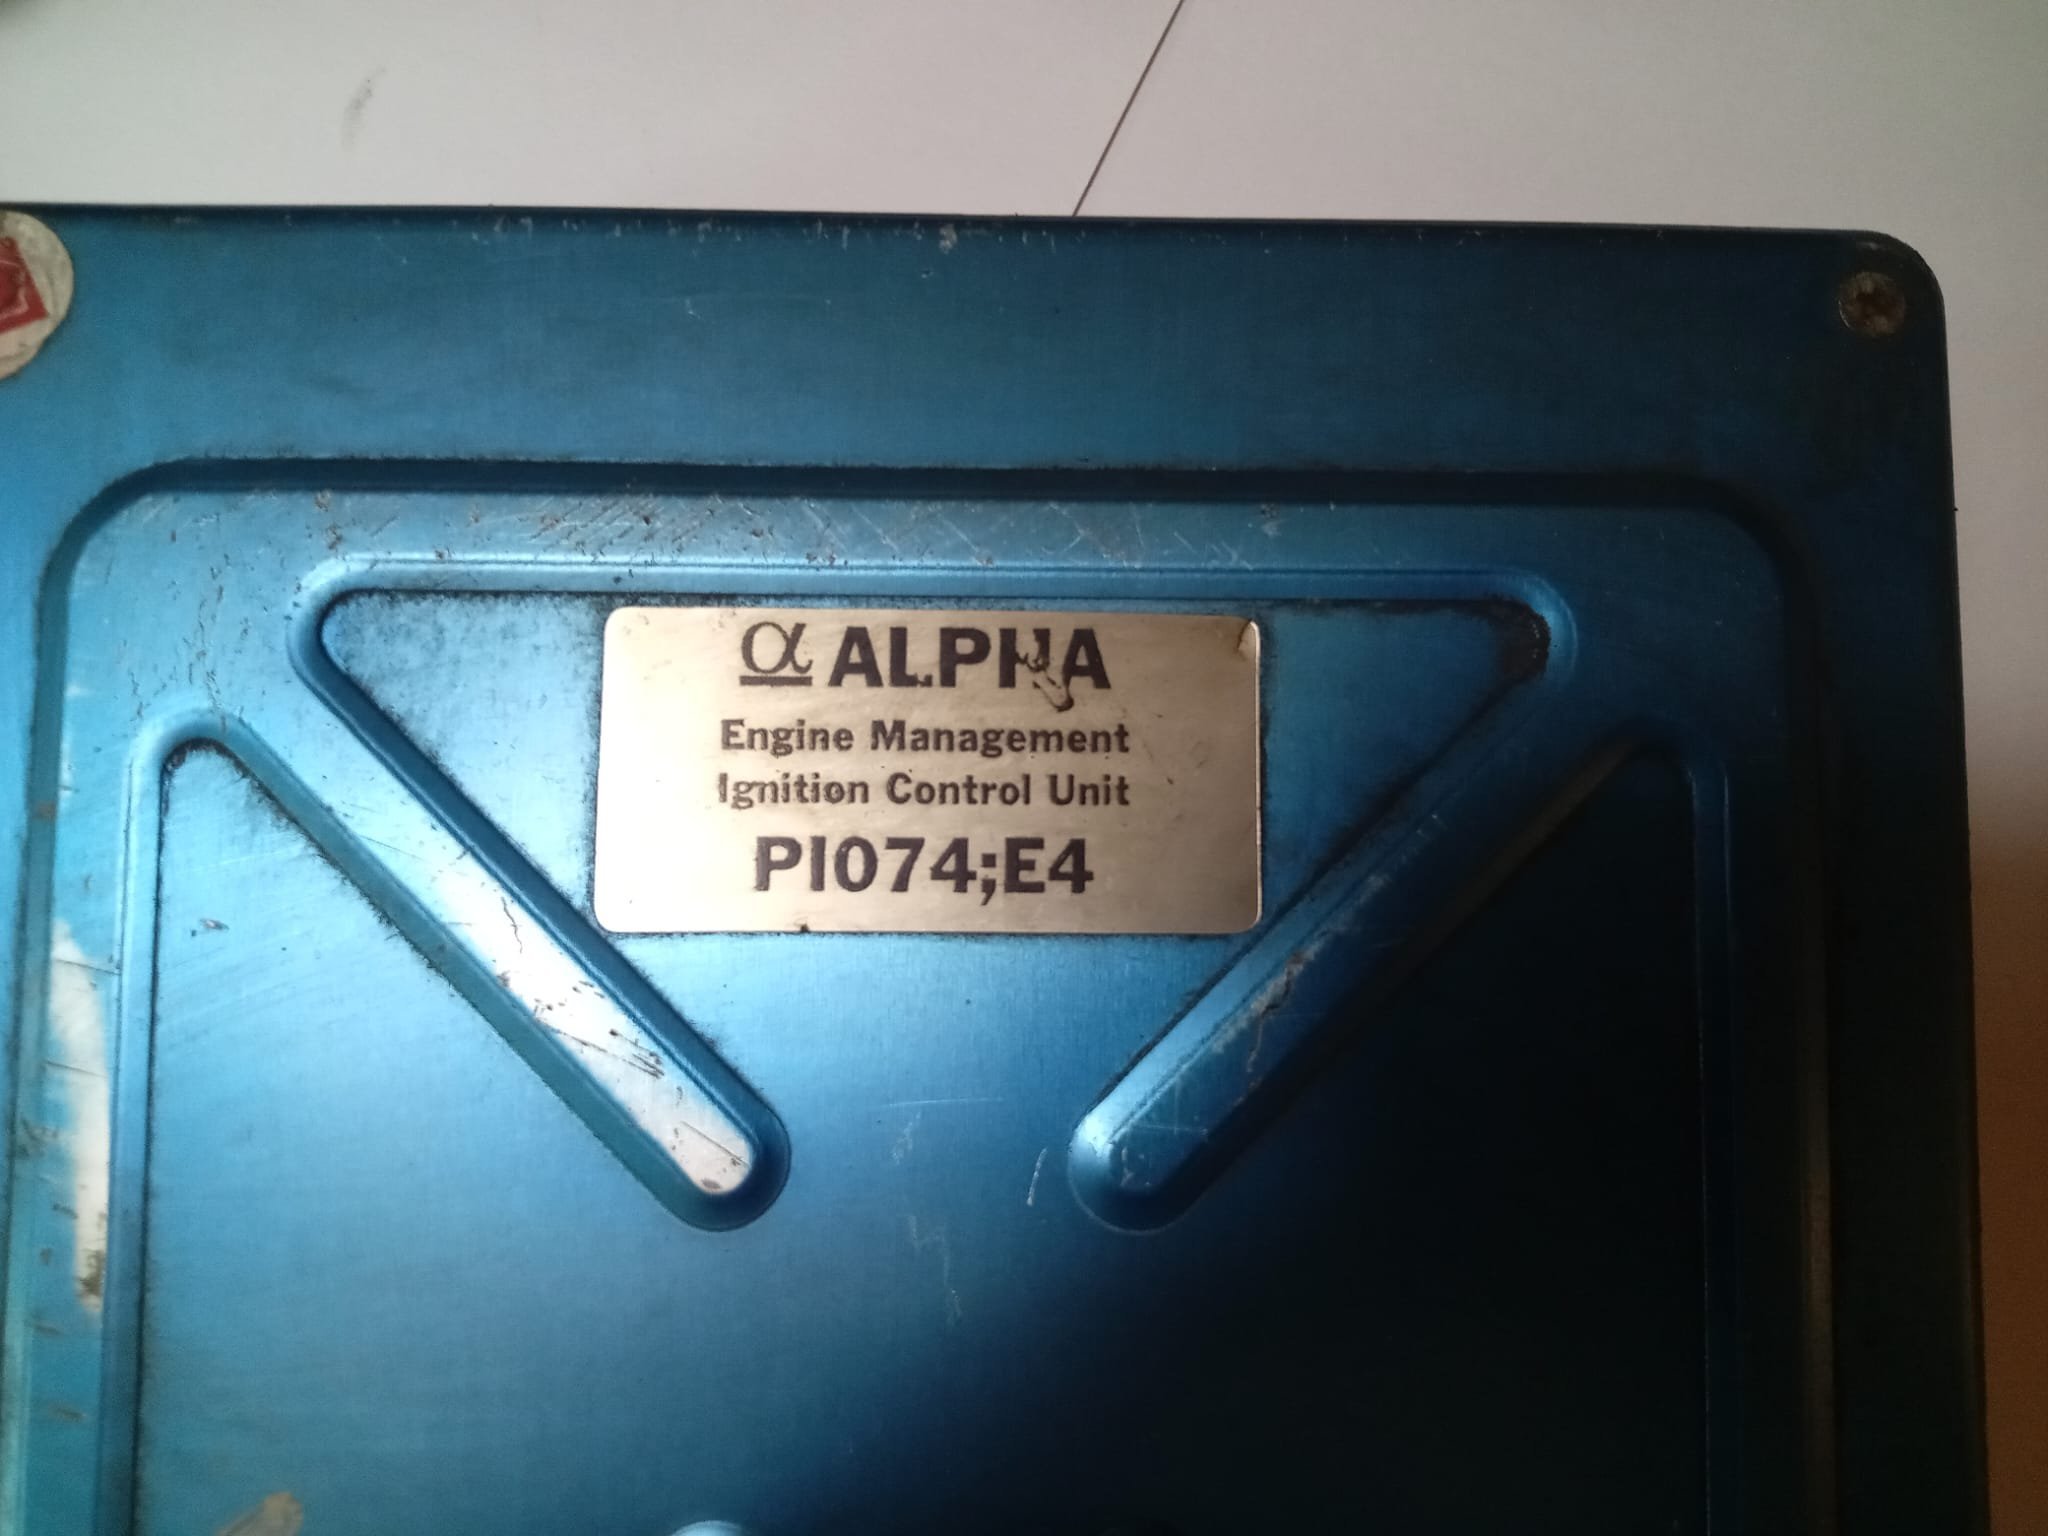 α ALPHA
Engine Management
Ignition Control Unit
PI074;E4